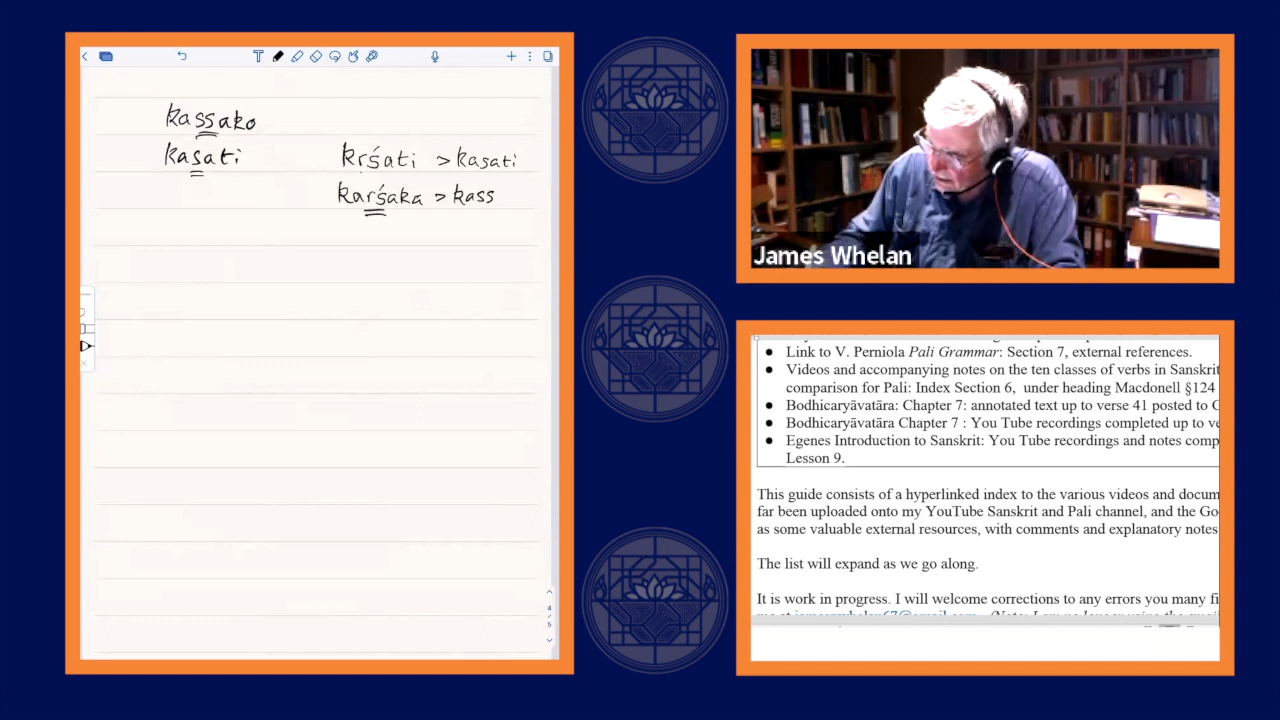 kassako
kasati
kṛśati > kasati
karśaka > kass
James Whelan
● Link to V. Perniola Pali Grammar: Section 7, external references.
● Videos and accompanying notes on the ten classes of verbs in Sanskrit
comparison for Pali: Index Section 6, under heading Macdonell §124
● Bodhicaryāvatāra: Chapter 7: annotated text up to verse 41 posted to
● Bodhicaryāvatāra Chapter 7 : You Tube recordings completed up to
● Egenes Introduction to Sanskrit: You Tube recordings and notes comp
Lesson 9.
This guide consists of a hyperlinked index to the various videos and docum
far been uploaded onto my YouTube Sanskrit and Pali channel, and the Go
as some valuable external resources, with comments and explanatory notes
The list will expand as we go along.
It is work in progress. I will welcome corrections to any errors you many fi